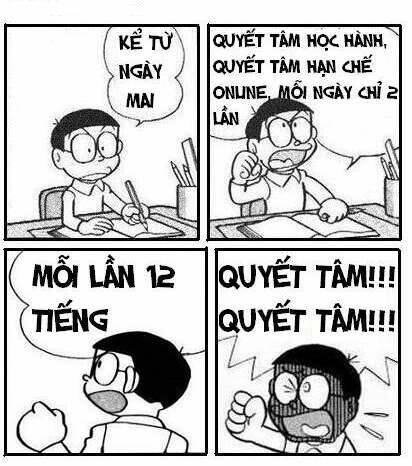 KỂ TỪ
NGÀY
MAI
QUYẾT TÂM HỌC HÀNH,
QUYẾT TÂM HẠN CHẾ
ONLINE, MỖI NGÀY CHỈ 2
LẦN
MỖI LẦN 12
TIẾNG
QUYẾT TÂM!!!
QUYẾT TÂM!!!